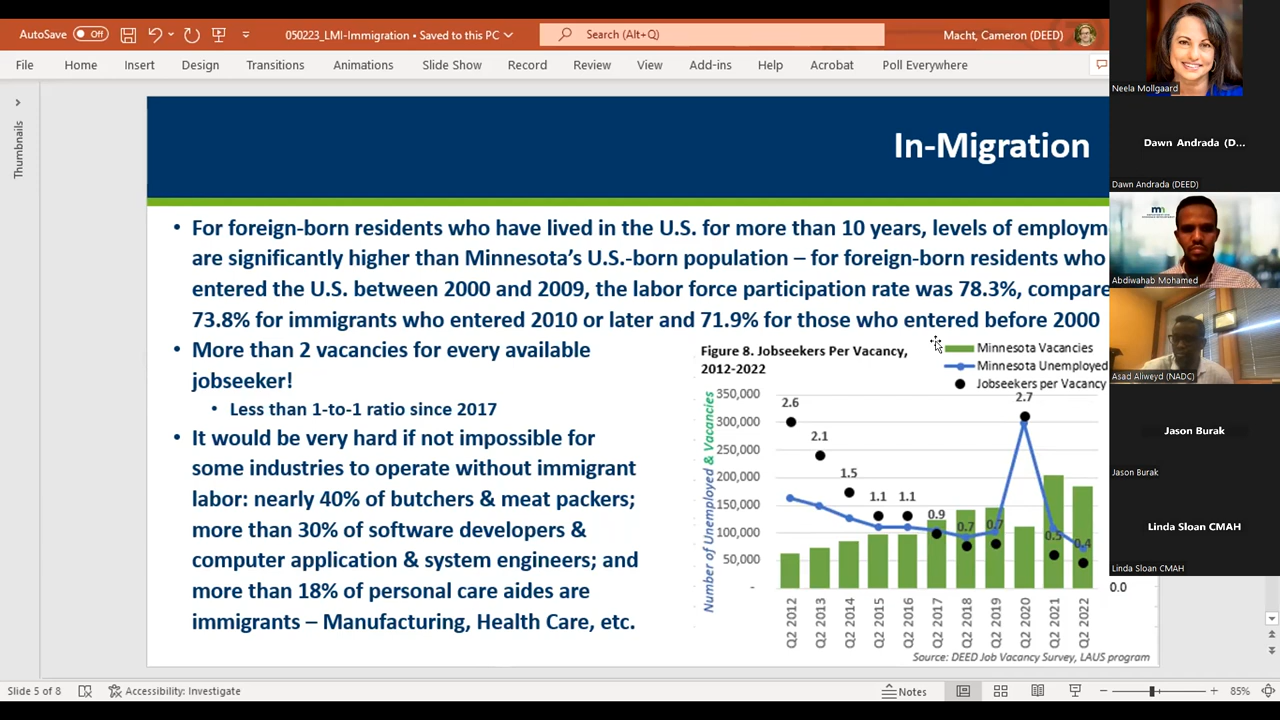 AutoSave Off 050223_LMI-Immigration • Saved to this PC Search (Alt+Q) Macht, Cameron (DEED)
File Home Insert Design Transitions Animations Slide Show Record Review View Add-ins Help Acrobat Poll Everywhere
Thumbnails
In-Migration
• For foreign-born residents who have lived in the U.S. for more than 10 years, levels of employm
are significantly higher than Minnesota's U.S.-born population – for foreign-born residents who
entered the U.S. between 2000 and 2009, the labor force participation rate was 78.3%, compare
73.8% for immigrants who entered 2010 or later and 71.9% for those who entered before 2000
• More than 2 vacancies for every available
jobseeker!
• Less than 1-to-1 ratio since 2017
• It would be very hard if not impossible for
some industries to operate without immigrant
labor: nearly 40% of butchers & meat packers;
more than 30% of software developers &
computer application & system engineers; and
more than 18% of personal care aides are
immigrants – Manufacturing, Health Care, etc.
Figure 8. Jobseekers Per Vacancy,
2012-2022
Minnesota Vacancies
Minnesota Unemployed
Jobseekers per Vacancy
Number of Unemployed & Vacancies
350,000
300,000
250,000
200,000
150,000
100,000
50,000
-
2.6
2.1
1.5
1.1
1.1
0.9
0.7
0.7
2.7
0.5
0.4
0.0
Q2 2012
Q2 2013
Q2 2014
Q2 2015
Q2 2016
Q2 2017
Q2 2018
Q2 2019
Q2 2020
Q2 2021
Q2 2022
Source: DEED Job Vacancy Survey, LAUS program
Neela Mollgaard
Dawn Andrada (D...
Dawn Andrada (DEED)
Abdiwahab Mohamed
Asad Aliweyd (NADC)
Jason Burak
Jason Burak
Linda Sloan CMAH
Linda Sloan CMAH
Slide 5 of 8 Accessibility: Investigate Notes 85%